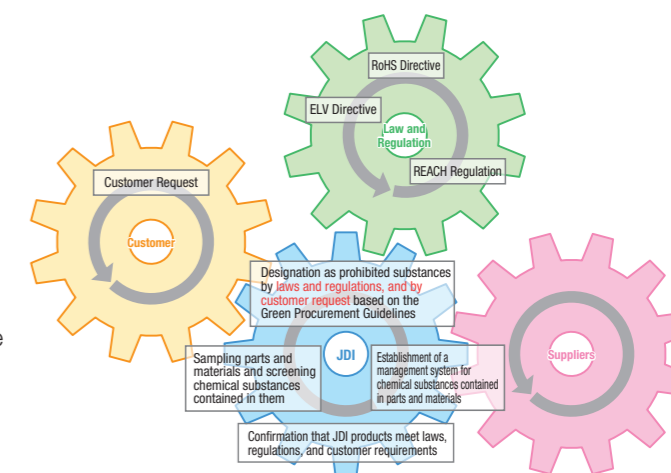 RoHS Directive
ELV Directive
Law and
Regulation
REACH Regulation
Customer Request
Customer
Designation as prohibited substances
by laws and regulations, and by
customer request based on the
Green Procurement Guidelines
JDI
Sampling parts and
materials and screening
chemical substances
contained in them
Establishment of a
management system for
chemical substances contained
in parts and materials
Suppliers
Confirmation that JDI products meet laws,
regulations, and customer requirements